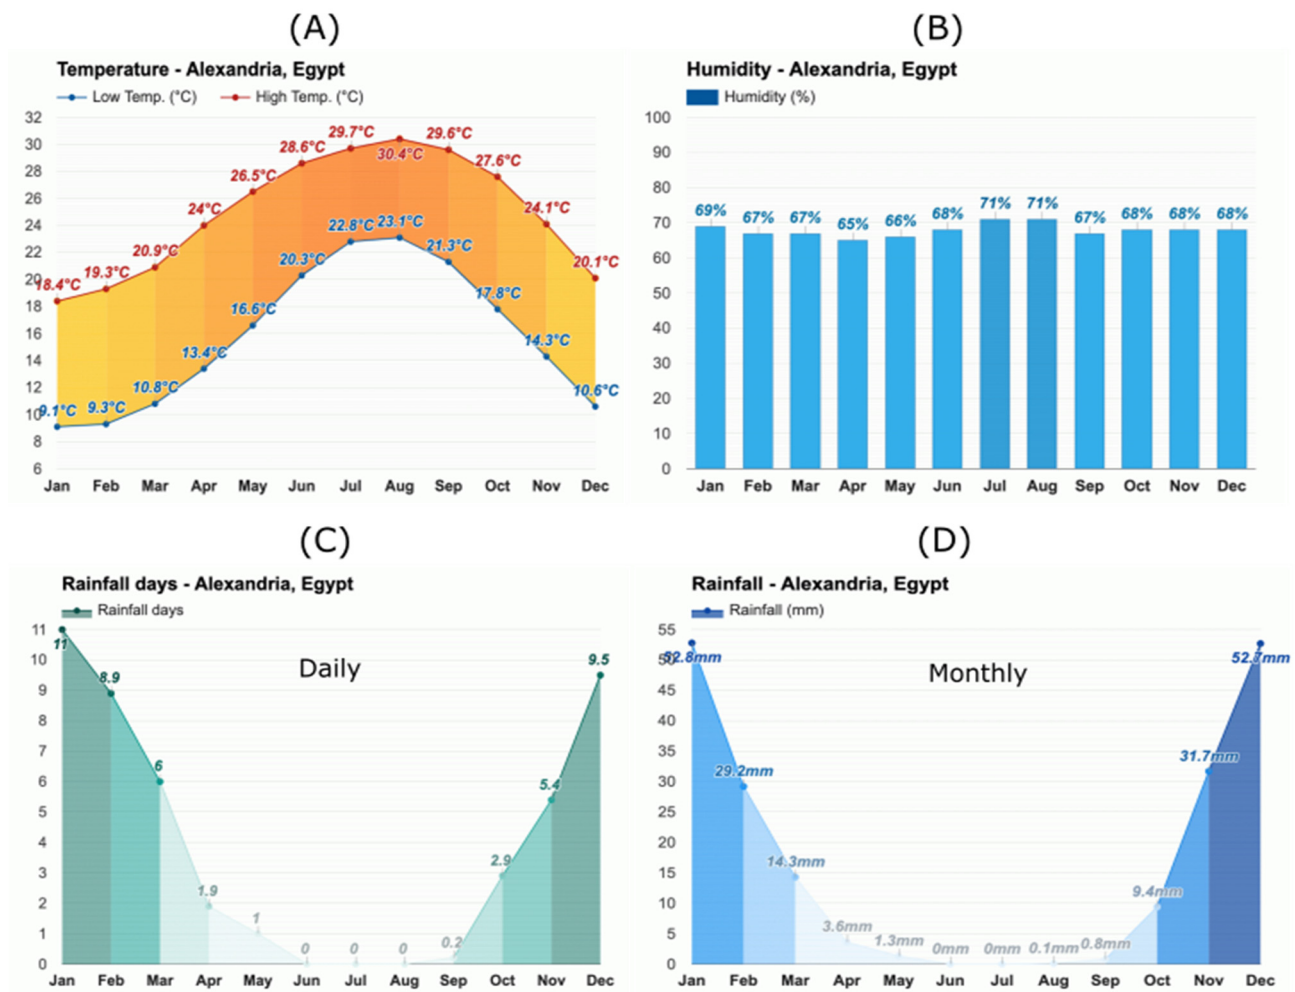 (A)
Temperature - Alexandria, Egypt
Low Temp. (°C) High Temp. (°C)
32
30
28
26
24
22
20
18
16
14
12
10
8
6
18.4°C 19.3°C 20.9°C 24°C 26.5°C 28.6°C 29.7°C 30.4°C 29.6°C 27.6°C 24.1°C 20.1°C
9.1°C 9.3°C 10.8°C 13.4°C 16.6°C 20.3°C 22.8°C 23.1°C 21.3°C 17.8°C 14.3°C 10.6°C
Jan Feb Mar Apr May Jun Jul Aug Sep Oct Nov Dec
(B)
Humidity - Alexandria, Egypt
Humidity (%)
100
90
80
70
60
50
40
30
20
10
0
69% 67% 67% 65% 66% 68% 71% 71% 67% 68% 68% 68%
Jan Feb Mar Apr May Jun Jul Aug Sep Oct Nov Dec
(C)
Rainfall days - Alexandria, Egypt
Rainfall days
Daily
11
10
9
8
7
6
5
4
3
2
1
0
11 8.9 6 1.9 1 0 0 0 0.2 2.9 5.4 9.5
Jan Feb Mar Apr May Jun Jul Aug Sep Oct Nov Dec
(D)
Rainfall - Alexandria, Egypt
Rainfall (mm)
Monthly
55
50
45
40
35
30
25
20
15
10
5
0
52.8mm 29.2mm 14.3mm 3.6mm 1.3mm 0mm 0mm 0.1mm 0.8mm 9.4mm 31.7mm 52.7mm
Jan Feb Mar Apr May Jun Jul Aug Sep Oct Nov Dec